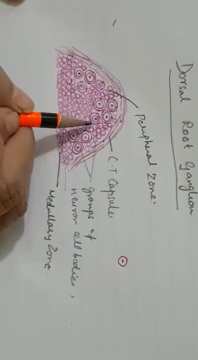 Dorsal Root Ganglion
Peripheral Zone.
C-T Capsule.
groups of
neuron cell bodies,
Medullary Zone.